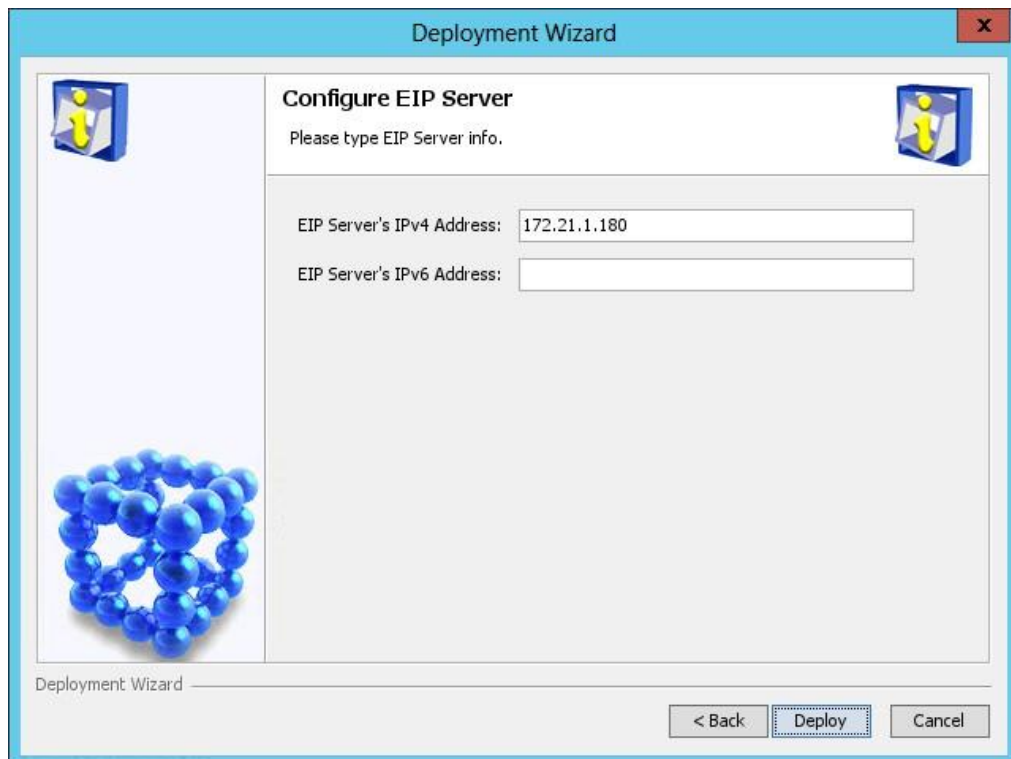 Deployment Wizard
x
Configure EIP Server
Please type EIP Server info.
EIP Server's IPv4 Address: 172.21.1.180
EIP Server's IPv6 Address:
Deployment Wizard
< Back Deploy Cancel